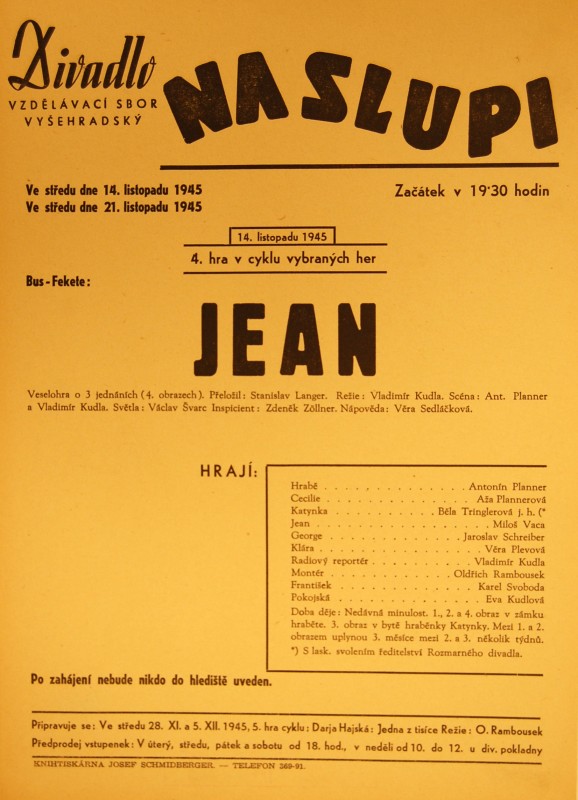 Divadlo
VZDĚLÁVACÍ SBOR
VYŠEHRADSKÝ
NA SLUPI
Ve středu dne 14. listopadu 1945
Ve středu dne 21. listopadu 1945
Začátek v 19·30 hodin
14. listopadu 1945
4. hra v cyklu vybraných her
Bus-Fekete:
JEAN
Veselohra o 3 jednáních (4. obrazech). Přeložil: Stanislav Langer. Režie: Vladimír Kudla. Scéna: Ant. Planner
a Vladimír Kudla. Světla: Václav Švarc Inspicient: Zdeněk Zöllner. Nápověda: Věra Sedláčková.
HRAJÍ:
Hrabě . . . . . . . . . . . . . Antonín Planner
Cecilie . . . . . . . . . . . . . . Aža Plannerová
Katynka . . . . . . . . . . Běla Tringlerová j. h. (*
Jean . . . . . . . . . . . . . . . . Miloš Vaca
George . . . . . . . . . . . . . Jaroslav Schreiber
Klára . . . . . . . . . . . . . . . Věra Plevová
Radiový reportér . . . . . . . . . Vladimír Kudla
Montér . . . . . . . . . . . . Oldřich Rambousek
František . . . . . . . . . . . . . Karel Svoboda
Pokojská . . . . . . . . . . . . . . Eva Kudlová
Doba děje: Nedávná minulost. 1., 2. a 4. obraz v zámku
hraběte. 3. obraz v bytě hraběnky Katynky. Mezi 1. a 2.
obrazem uplynou 3. měsíce mezi 2. a 3. několik týdnů.
*) S lask. svolením ředitelství Rozmarného divadla.
Po zahájení nebude nikdo do hlediště uveden.
Připravuje se: Ve středu 28. XI. a 5. XII. 1945, 5. hra cyklu: Darja Hajská: Jedna z tisíce Režie: O. Rambousek
Předprodej vstupenek: V úterý, středu, pátek a sobotu od 18. hod., v neděli od 10. do 12. u div. pokladny
KNIHTISKÁRNA JOSEF SCHMIDBERGER. — TELEFON 369-91.